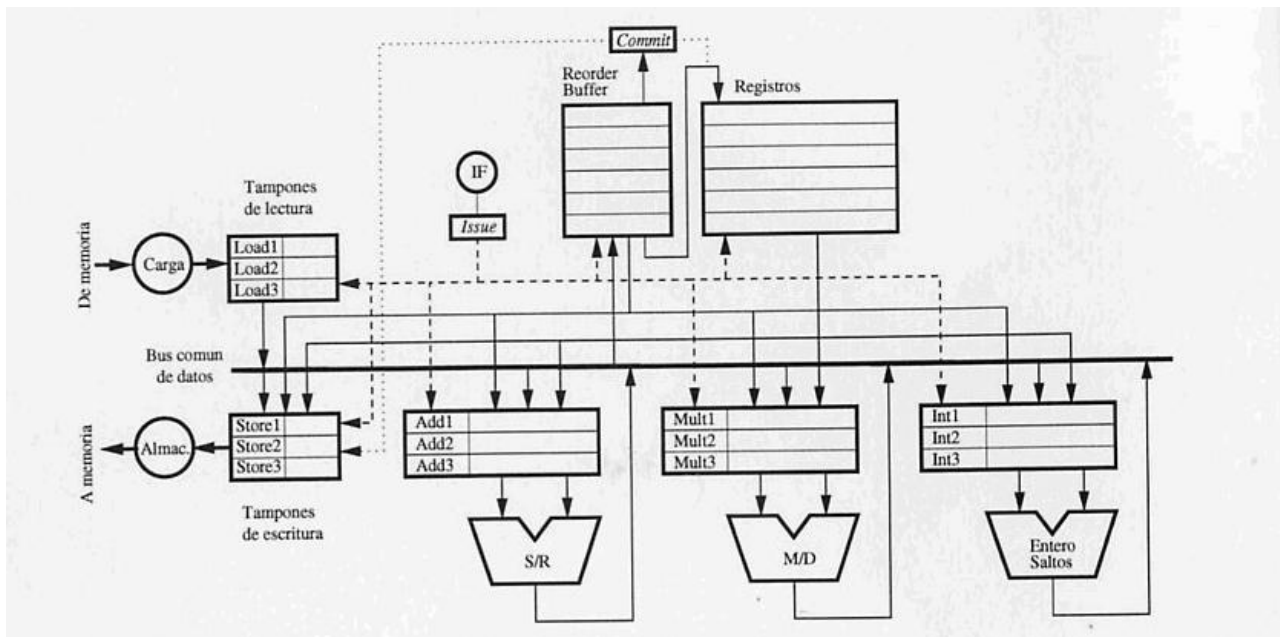 Commit
Reorder
Buffer
Registros
IF
Issue
Tampones
de lectura
De memoria
Carga
Load1
Load2
Load3
Bus comun
de datos
A memoria
Almac.
Store1
Store2
Store3
Add1
Add2
Add3
Mult1
Mult2
Mult3
Int1
Int2
Int3
Tampones
de escritura
S/R
M/D
Entero
Saltos